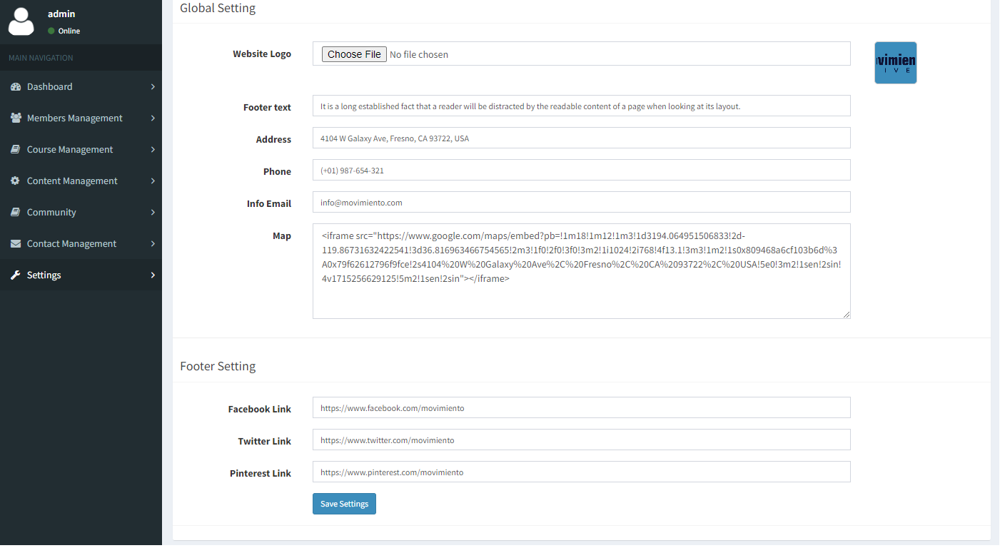 admin
Online
MAIN NAVIGATION
Dashboard
Members Management
Course Management
Content Management
Community
Contact Management
Settings
Global Setting
Website Logo
Choose File No file chosen
vimien
I V E
Footer text
It is a long established fact that a reader will be distracted by the readable content of a page when looking at its layout.
Address
4104 W Galaxy Ave, Fresno, CA 93722, USA
Phone
(+01) 987-654-321
Info Email
info@movimiento.com
Map
<iframe src="https://www.google.com/maps/embed?pb=!1m18!1m12!1m3!1d3194.064951506833!2d-
119.86731632422541!3d36.816963466754565!2m3!1f0!2f0!3f0!3m2!1i1024!2i768!4f13.1!3m3!1m2!1s0x809468a6cf103b6d%3
A0x79f62612796f9fce!2s4104%20W%20Galaxy%20Ave%2C%20Fresno%2C%20CA%2093722%2C%20USA!5e0!3m2!1sen!2sin!
4v1715256629125!5m2!1sen!2sin"></iframe>
Footer Setting
Facebook Link
https://www.facebook.com/movimiento
Twitter Link
https://www.twitter.com/movimiento
Pinterest Link
https://www.pinterest.com/movimiento
Save Settings